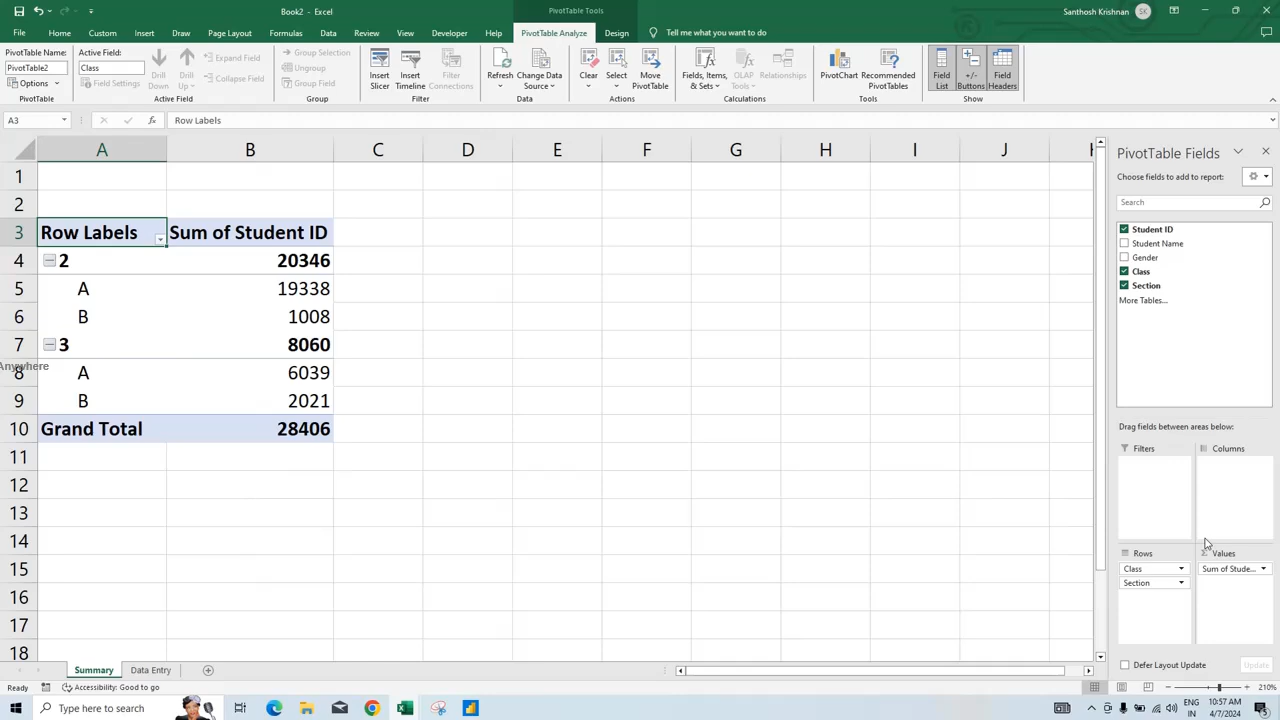 Book2 - Excel
PivotTable Tools
Santhosh Krishnan
SK
File
Home
Custom
Insert
Draw
Page Layout
Formulas
Data
Review
View
Developer
Help
PivotTable Analyze
Design
Tell me what you want to do
PivotTable Name:
PivotTable2
Options
PivotTable
Active Field:
Class
Field Settings
Drill Down
Drill Up
Expand Field
Collapse Field
Active Field
Group Selection
Ungroup
Group Field
Group
Insert Slicer
Insert Timeline
Filter Connections
Filter
Refresh
Change Data Source
Data
Clear
Select
Move PivotTable
Actions
Fields, Items, & Sets
OLAP Tools
Relationships
Calculations
PivotChart
Recommended PivotTables
Tools
Field List
+/- Buttons
Field Headers
Show
A3
fx
Row Labels
A B C D E F G H I J
1
2
3 Row Labels Sum of Student ID
4 2 20346
5 A 19338
6 B 1008
7 3 8060
Anywhere
8 A 6039
9 B 2021
10 Grand Total 28406
11
12
13
14
15
16
17
18
PivotTable Fields
Choose fields to add to report:
Search
Student ID
Student Name
Gender
Class
Section
More Tables...
Drag fields between areas below:
Filters
Columns
Rows
Σ Values
Class
Sum of Stude...
Section
Defer Layout Update
Update
Summary
Data Entry
Ready
Accessibility: Good to go
210%
Type here to search
ENG
IN
10:57 AM
4/7/2024